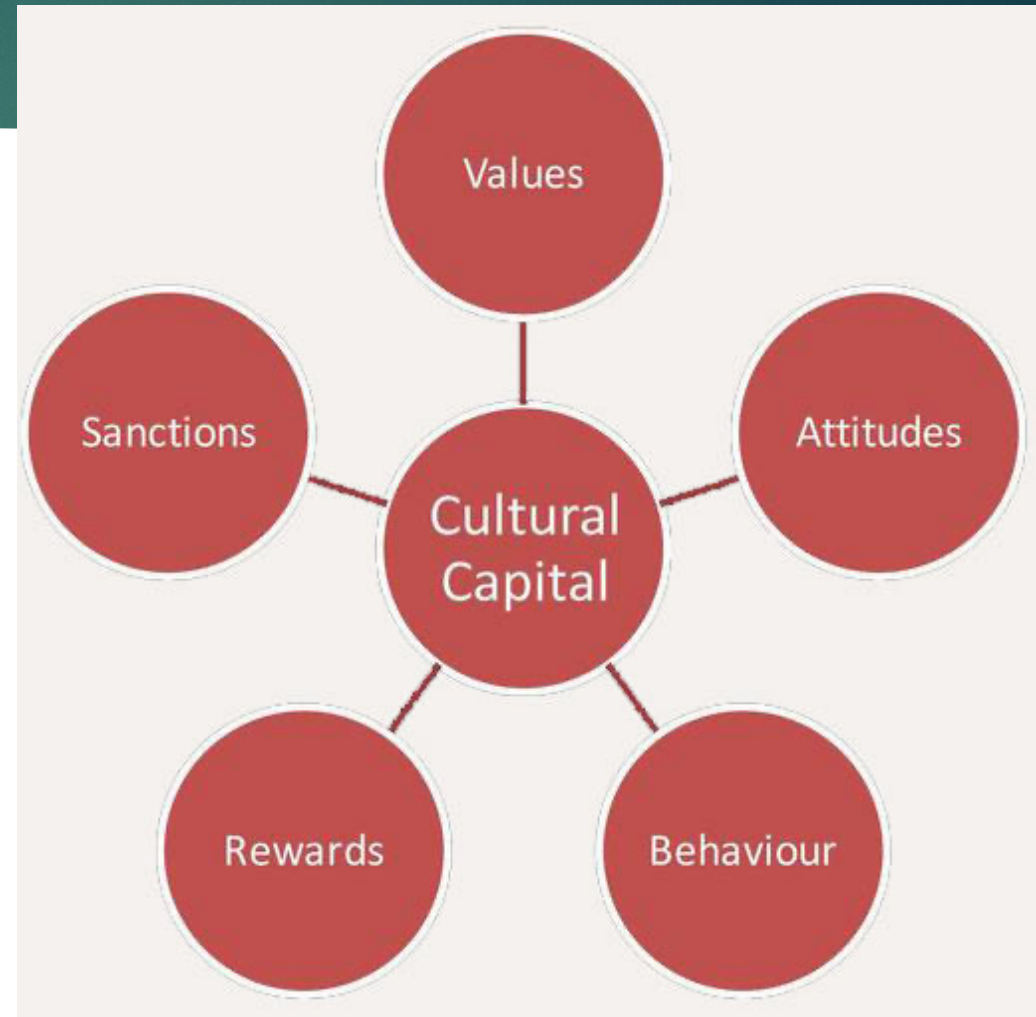 Values
Sanctions
Attitudes
Cultural
Capital
Rewards
Behaviour